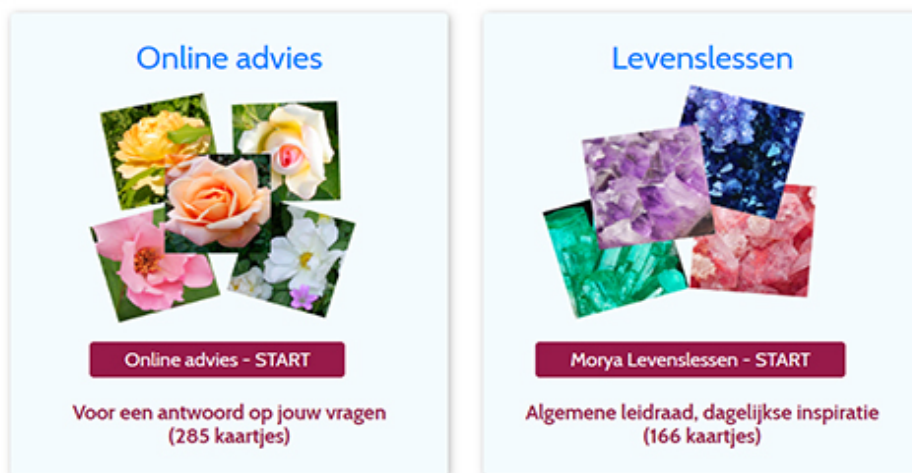 Online advies
Online advies - START
Voor een antwoord op jouw vragen
(285 kaartjes)
Levenslessen
Morya Levenslessen - START
Algemene leidraad, dagelijkse inspiratie
(166 kaartjes)